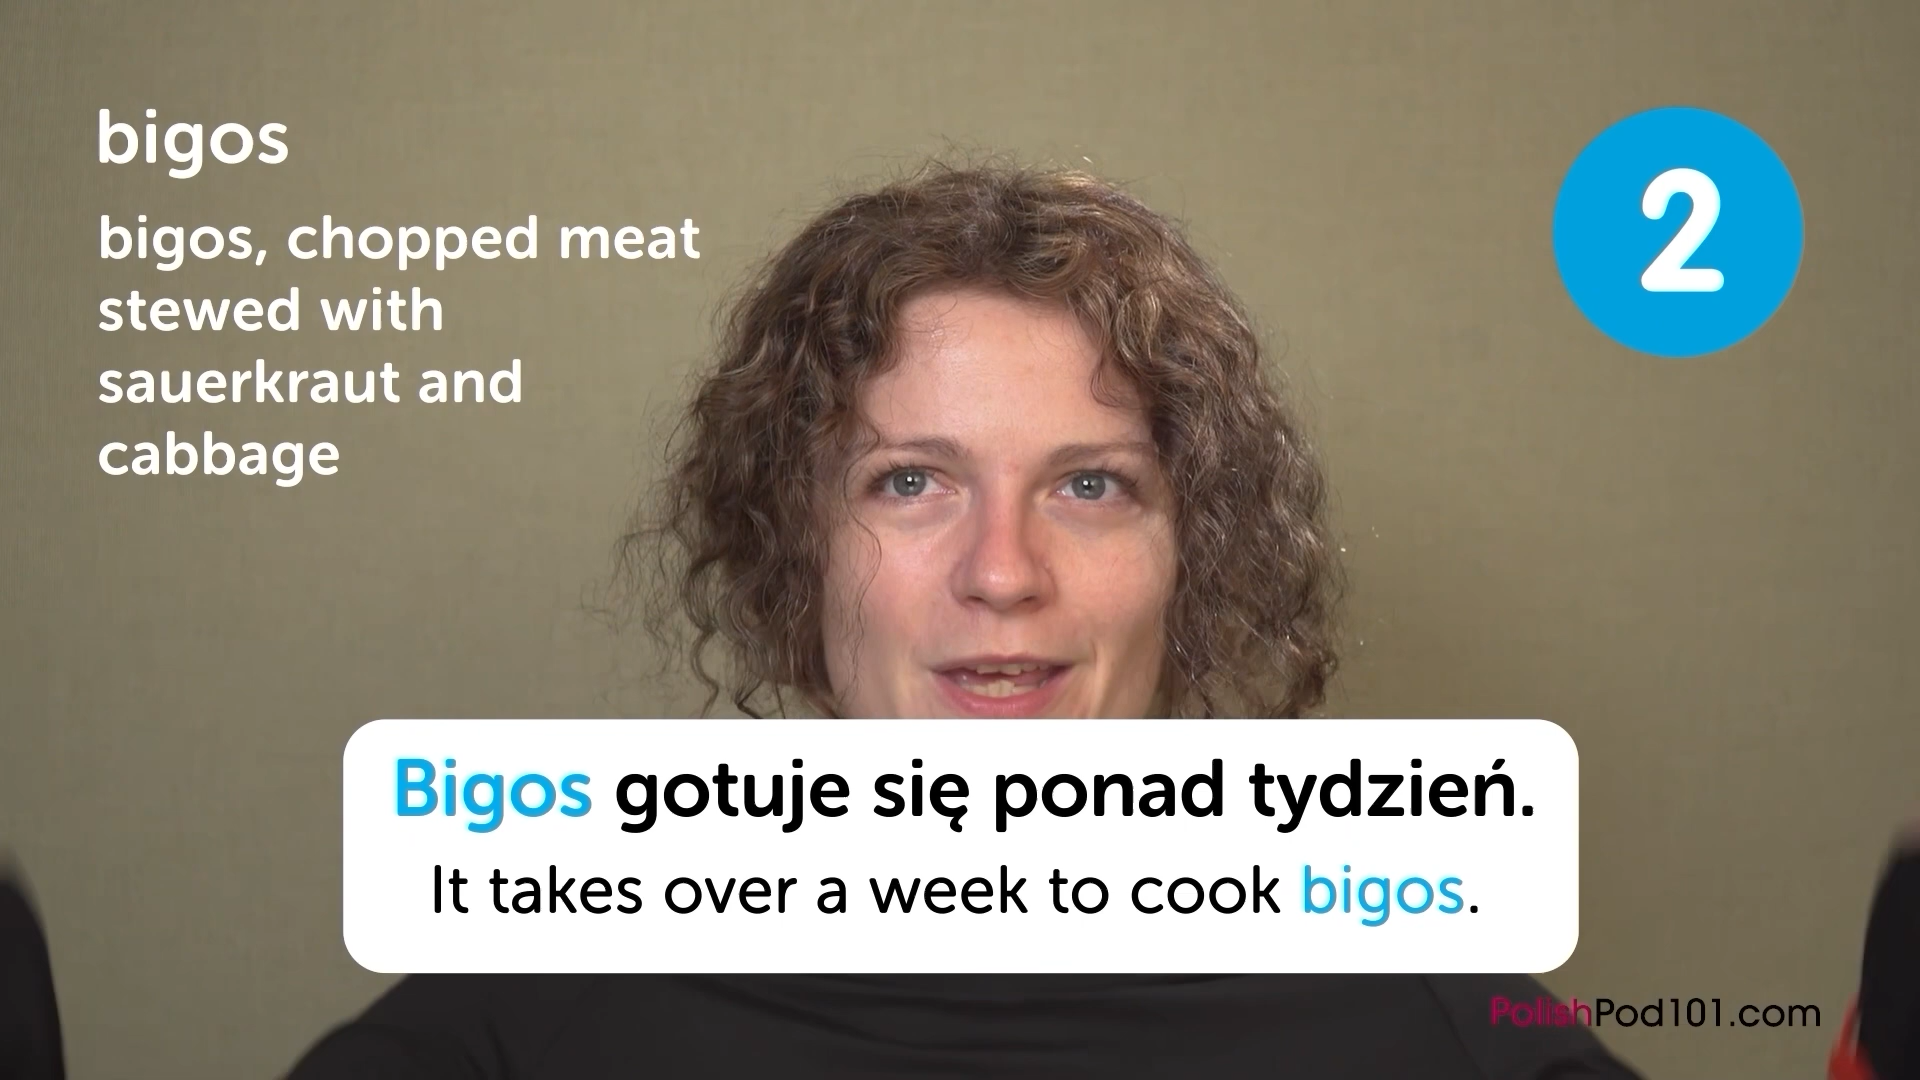 bigos
bigos, chopped meat
stewed with
sauerkraut and
cabbage
2
Bigos gotuje się ponad tydzień.
It takes over a week to cook bigos.
PolishPod101.com